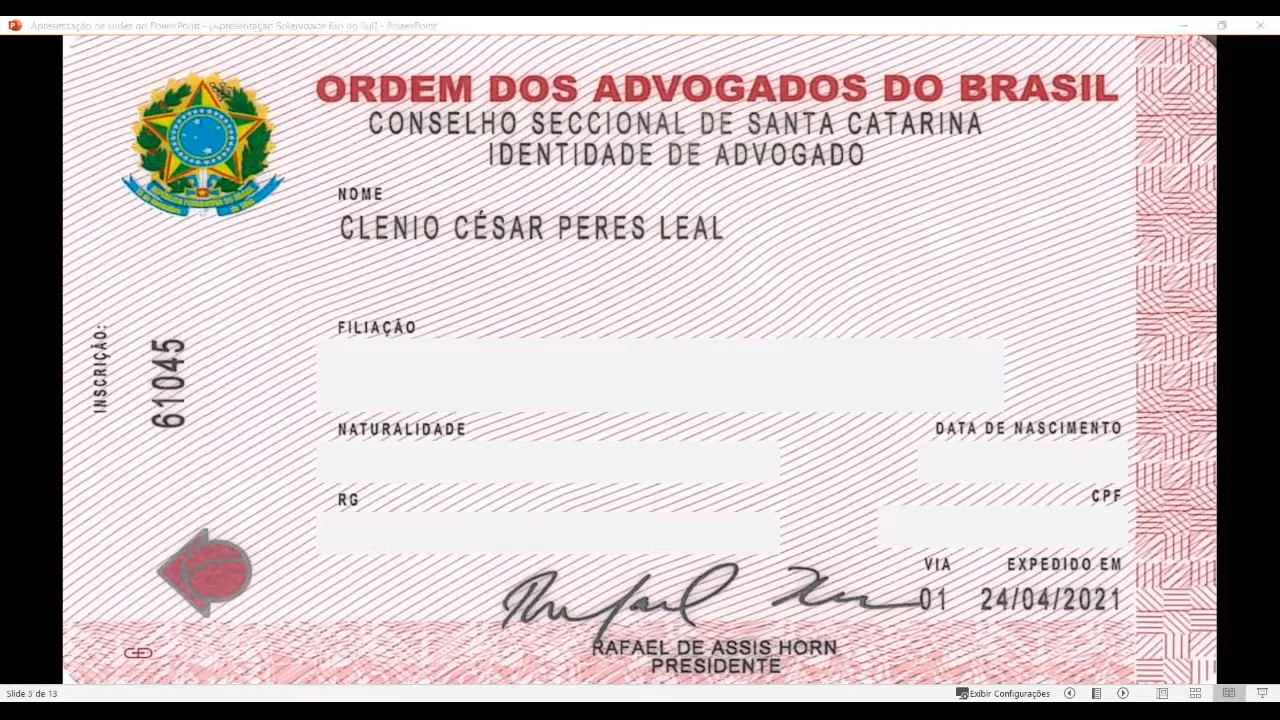 ORDEM DOS ADVOGADOS DO BRASIL
CONSELHO SECCIONAL DE SANTA CATARINA
IDENTIDADE DE ADVOGADO
NOME
CLENIO CÉSAR PERES LEAL
FILIAÇÃO
INSCRIÇÃO:
61045
NATURALIDADE
DATA DE NASCIMENTO
RG
CPF
VIA
EXPEDIDO EM
01
24/04/2021
RAFAEL DE ASSIS HORN
PRESIDENTE
Slide 5 de 13
Exibir Configurações